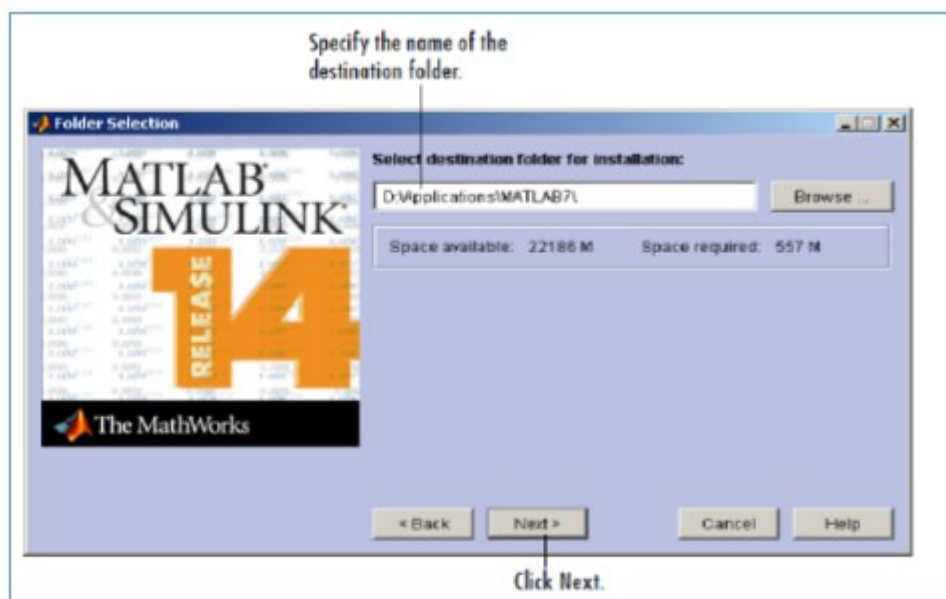 Specify the name of the
destination folder.
Folder Selection
MATLAB®
&SIMULINK®
RELEASE
14
The MathWorks
Select destination folder for installation:
D:\Applications\MATLAB7\
Browse ...
Space available: 22186 M Space required: 557 M
< Back
Next >
Cancel
Help
Click Next.